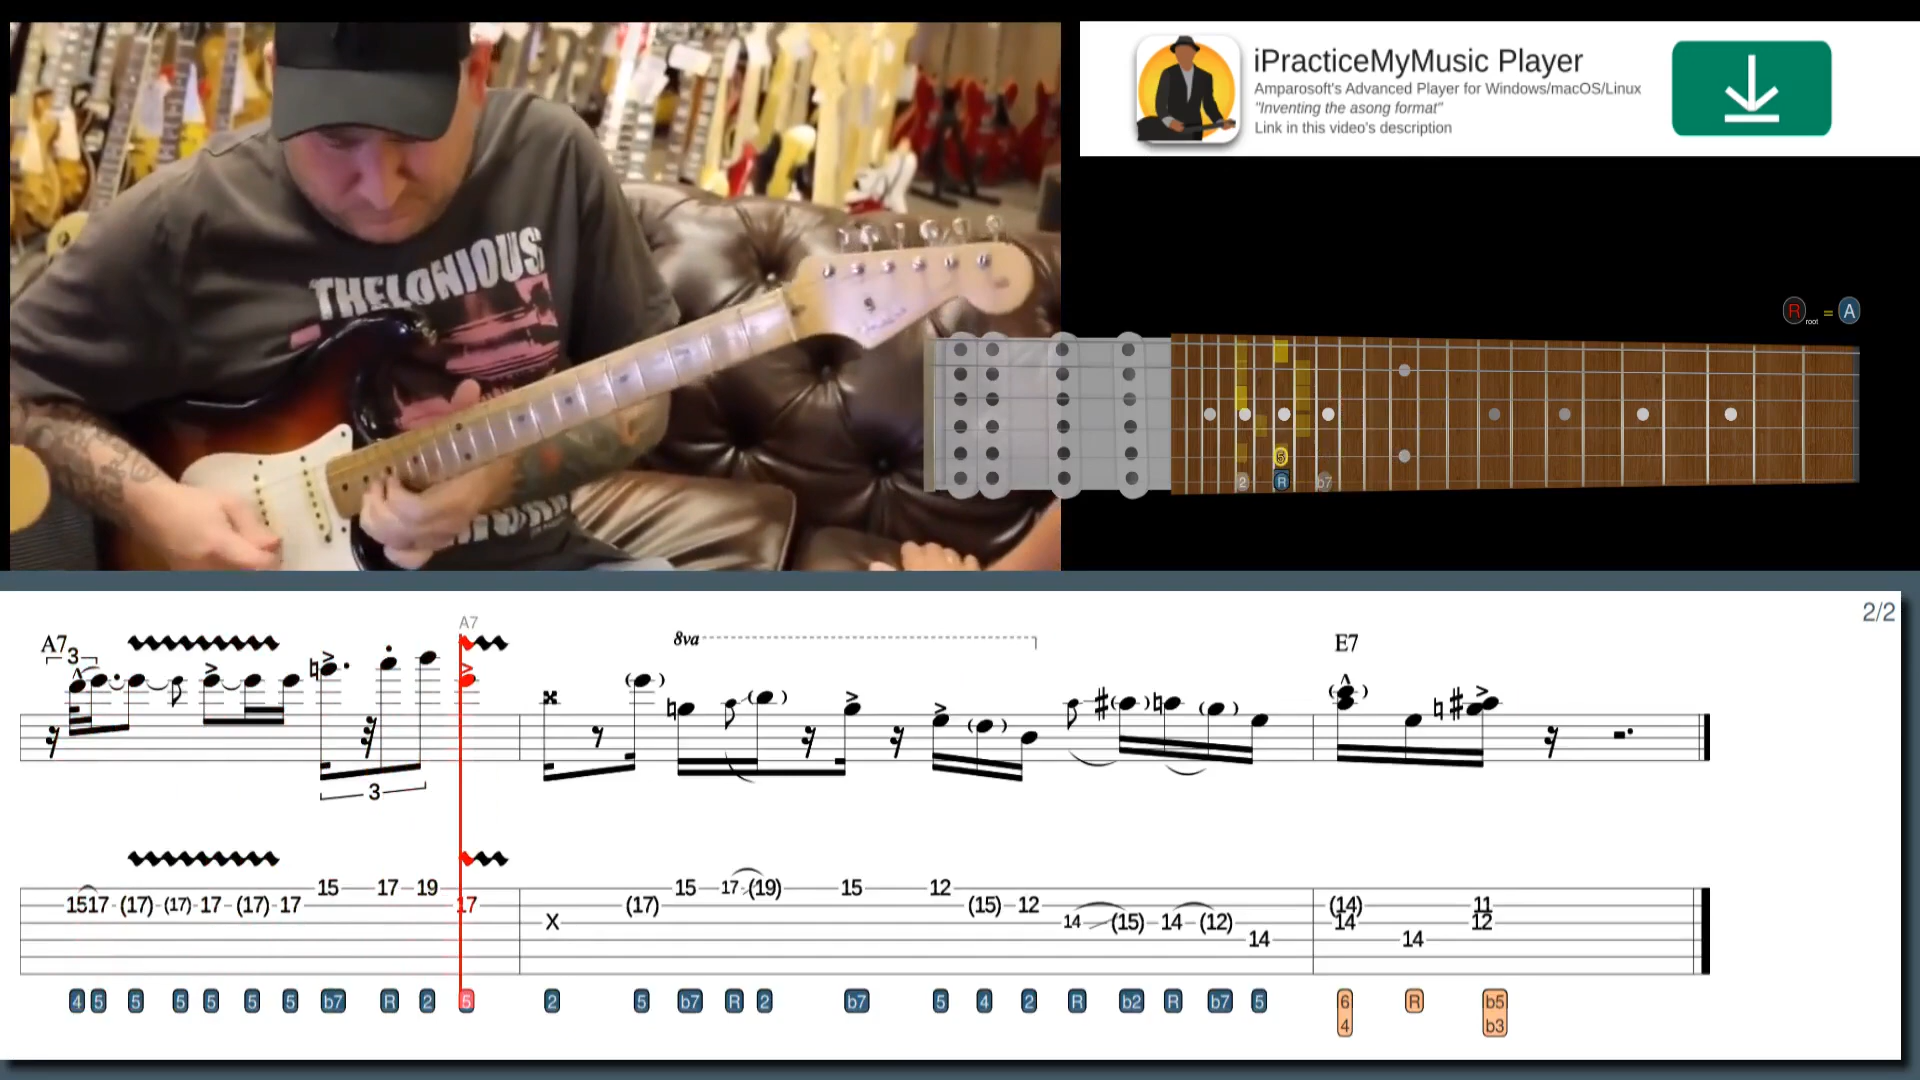 THELONIOUS
iPracticeMyMusic Player
Amparosoft's Advanced Player for Windows/macOS/Linux
"Inventing the asong format"
Link in this video's description
R root = A
5
2 R b7
2/2
A7
3
A7
8va
E7
3
15 17 19 15 17 (19) 15 12
15 17 (17) (17) 17 (17) 17 17 (17) (15) 12 (14) 11
X 14 (15) 14 (12) 14 12
14 14
4 5 5 5 5 5 5 b7 R 2 5 2 5 b7 R 2 b7 5 4 2 R b2 R b7 5 6 R b5
4 b3